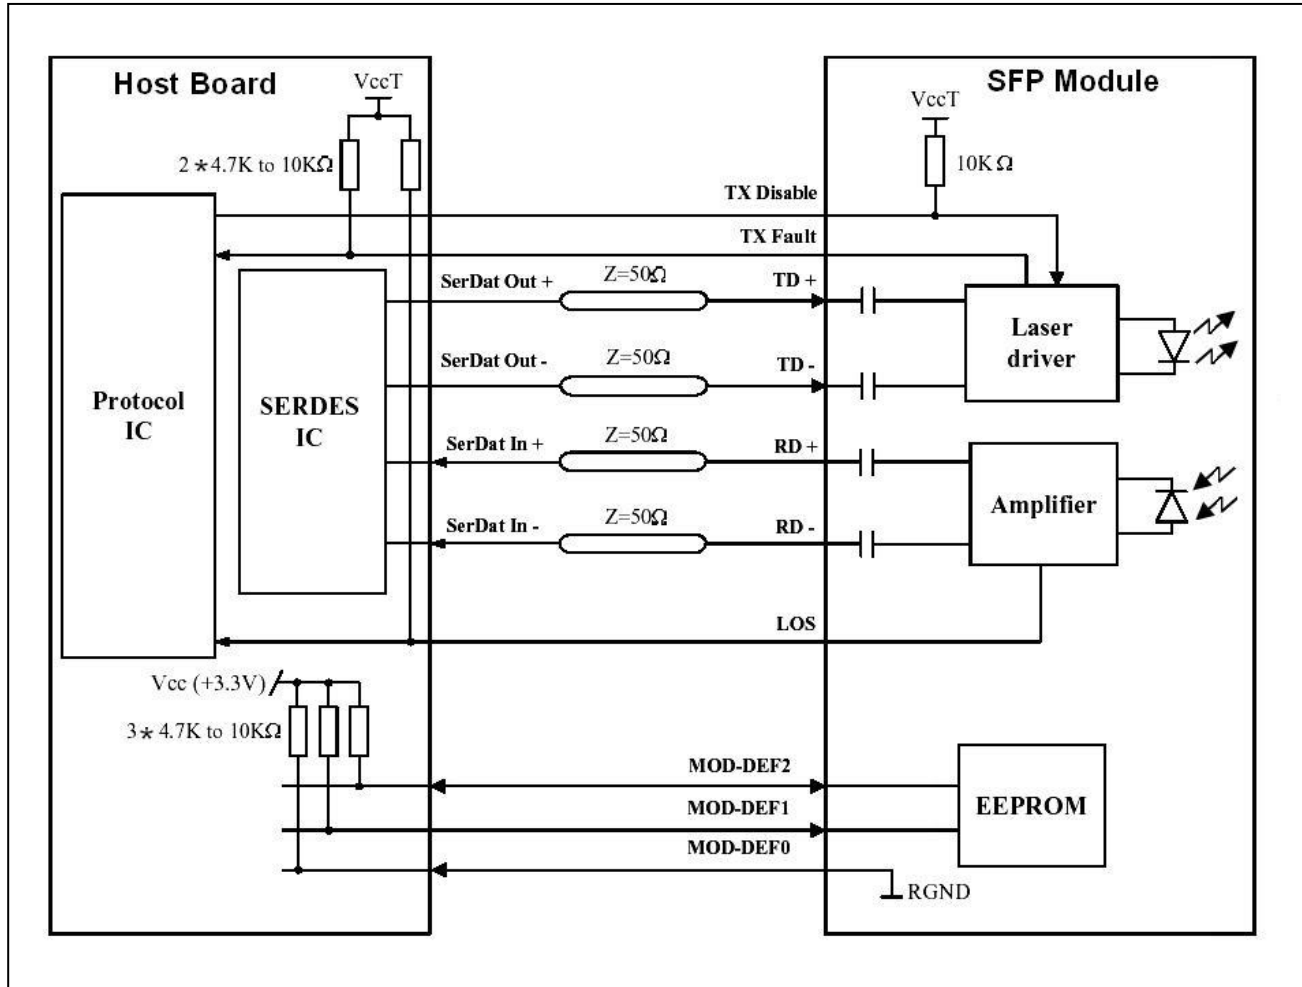 Host Board
SFP Module
VccT
VccT
2*4.7K to 10KΩ
10KΩ
TX Disable
TX Fault
SerDat Out +
Z=50Ω
TD +
Laser
driver
SerDat Out -
Z=50Ω
TD -
Protocol
IC
SERDES
IC
SerDat In +
Z=50Ω
RD +
Amplifier
SerDat In -
Z=50Ω
RD -
LOS
Vcc (+3.3V)
3*4.7K to 10KΩ
MOD-DEF2
MOD-DEF1
MOD-DEF0
EEPROM
RGND